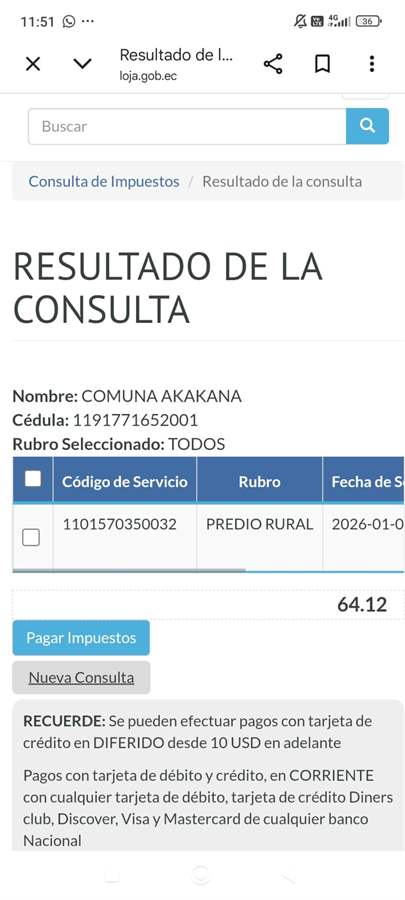 11:51
4G
36
Resultado de l...
loja.gob.ec
Buscar
Consulta de Impuestos / Resultado de la consulta
RESULTADO DE LA
CONSULTA
Nombre: COMUNA AKAKANA
Cédula: 1191771652001
Rubro Seleccionado: TODOS
Código de Servicio Rubro Fecha de S
1101570350032 PREDIO RURAL 2026-01-0
64.12
Pagar Impuestos
Nueva Consulta
RECUERDE: Se pueden efectuar pagos con tarjeta de
crédito en DIFERIDO desde 10 USD en adelante
Pagos con tarjeta de débito y crédito, en CORRIENTE
con cualquier tarjeta de débito, tarjeta de crédito Diners
club, Discover, Visa y Mastercard de cualquier banco
Nacional